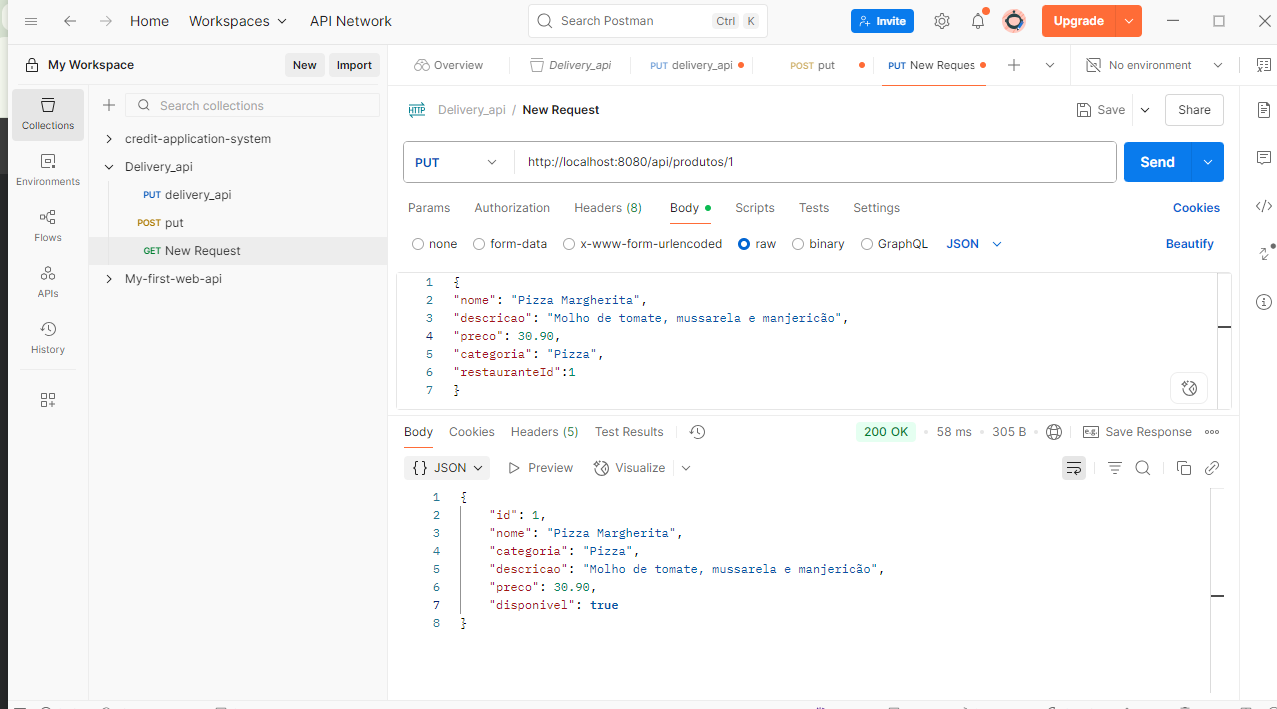 Home Workspaces API Network Search Postman Ctrl K Invite Upgrade
My Workspace New Import Overview Delivery_api PUT delivery_api POST put PUT New Reques No environment
Search collections
Collections
Environments
Flows
APIs
History
credit-application-system
Delivery_api
PUT delivery_api
POST put
GET New Request
My-first-web-api
HTTP Delivery_api / New Request Save Share
PUT http://localhost:8080/api/produtos/1 Send
Params Authorization Headers (8) Body Scripts Tests Settings Cookies
none form-data x-www-form-urlencoded raw binary GraphQL JSON Beautify
1 {
2 "nome": "Pizza Margherita",
3 "descricao": "Molho de tomate, mussarela e manjericão",
4 "preco": 30.90,
5 "categoria": "Pizza",
6 "restauranteId":1
7 }
Body Cookies Headers (5) Test Results 200 OK • 58 ms • 305 B e.g. Save Response
{} JSON Preview Visualize
1 {
2 "id": 1,
3 "nome": "Pizza Margherita",
4 "categoria": "Pizza",
5 "descricao": "Molho de tomate, mussarela e manjericão",
6 "preco": 30.90,
7 "disponivel": true
8 }